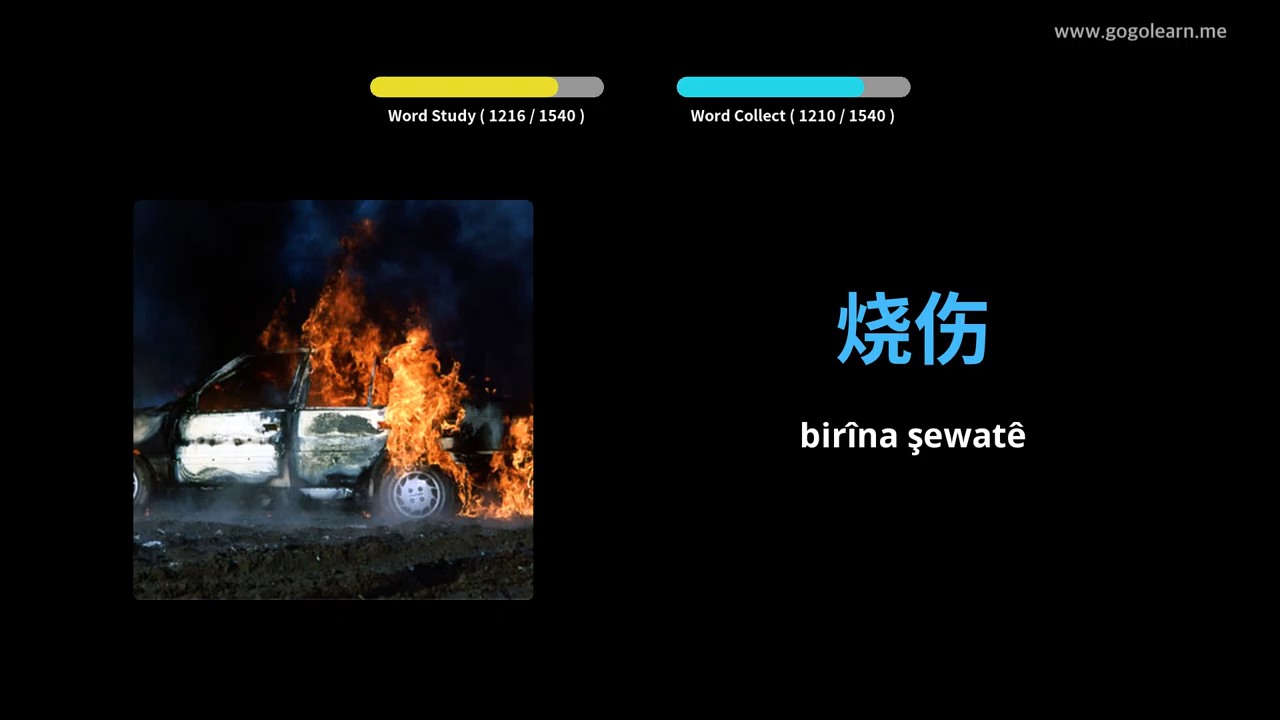 www.gogolearn.me
Word Study ( 1216 / 1540 )
Word Collect ( 1210 / 1540 )
烧伤
birîna şewatê